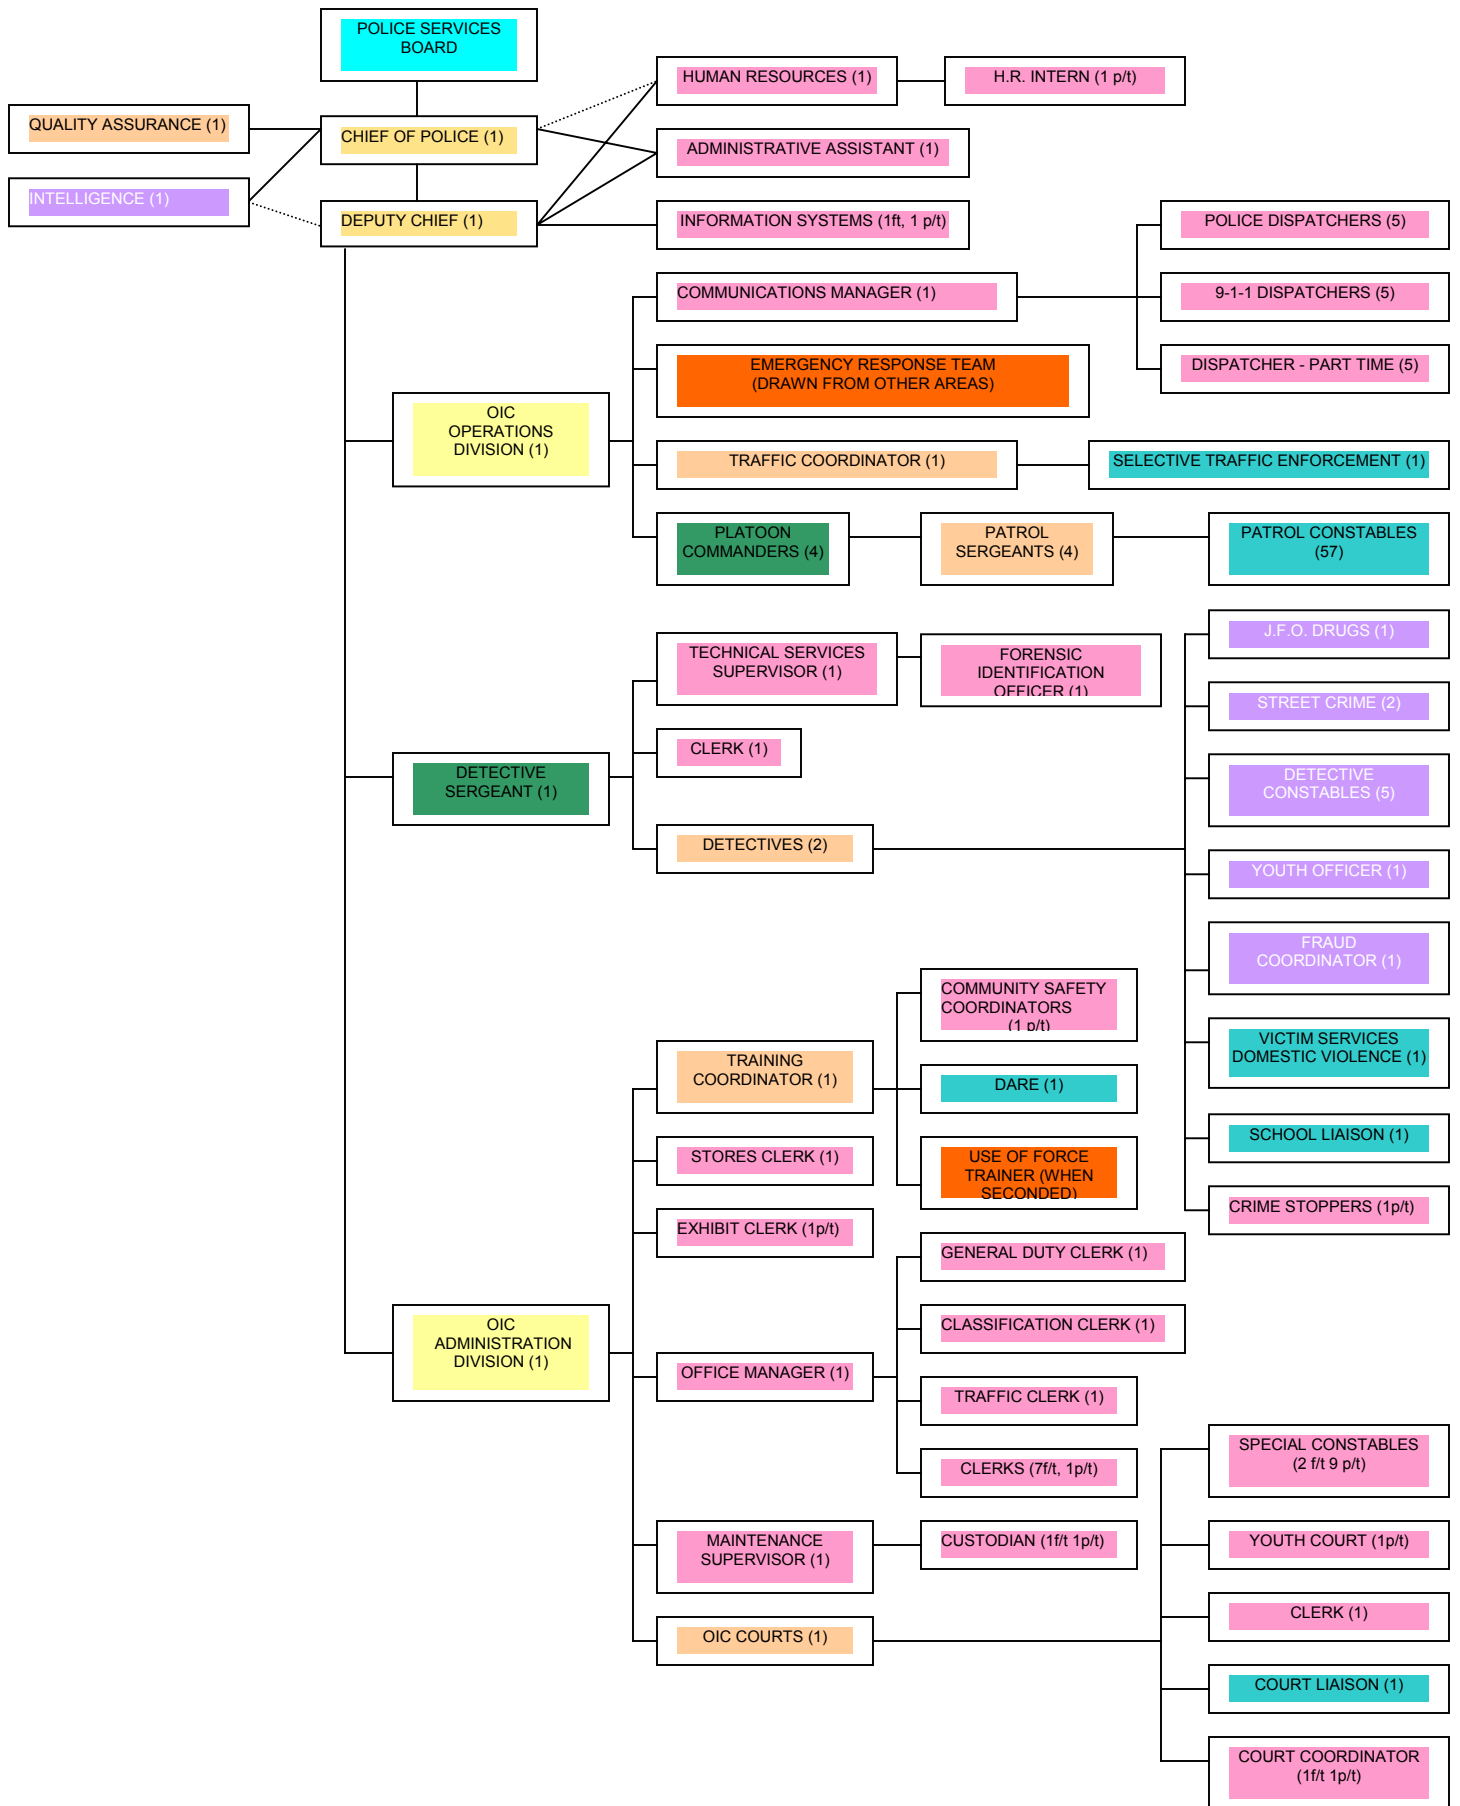 POLICE SERVICES
BOARD
HUMAN RESOURCES (1)
H.R. INTERN (1 p/t)
QUALITY ASSURANCE (1)
CHIEF OF POLICE (1)
ADMINISTRATIVE ASSISTANT (1)
INTELLIGENCE (1)
DEPUTY CHIEF (1)
INFORMATION SYSTEMS (1ft, 1 p/t)
POLICE DISPATCHERS (5)
COMMUNICATIONS MANAGER (1)
9-1-1 DISPATCHERS (5)
EMERGENCY RESPONSE TEAM
(DRAWN FROM OTHER AREAS)
DISPATCHER - PART TIME (5)
OIC
OPERATIONS
DIVISION (1)
TRAFFIC COORDINATOR (1)
SELECTIVE TRAFFIC ENFORCEMENT (1)
PLATOON
COMMANDERS (4)
PATROL
SERGEANTS (4)
PATROL CONSTABLES
(57)
J.F.O. DRUGS (1)
TECHNICAL SERVICES
SUPERVISOR (1)
FORENSIC
IDENTIFICATION
OFFICER (1)
STREET CRIME (2)
CLERK (1)
DETECTIVE
SERGEANT (1)
DETECTIVE
CONSTABLES (5)
DETECTIVES (2)
YOUTH OFFICER (1)
FRAUD
COORDINATOR (1)
COMMUNITY SAFETY
COORDINATORS
(1 p/t)
VICTIM SERVICES
DOMESTIC VIOLENCE (1)
TRAINING
COORDINATOR (1)
DARE (1)
SCHOOL LIAISON (1)
STORES CLERK (1)
USE OF FORCE
TRAINER (WHEN
SECONDED)
CRIME STOPPERS (1p/t)
EXHIBIT CLERK (1p/t)
GENERAL DUTY CLERK (1)
OIC
ADMINISTRATION
DIVISION (1)
CLASSIFICATION CLERK (1)
OFFICE MANAGER (1)
TRAFFIC CLERK (1)
CLERKS (7f/t, 1p/t)
SPECIAL CONSTABLES
(2 f/t 9 p/t)
MAINTENANCE
SUPERVISOR (1)
CUSTODIAN (1f/t 1p/t)
YOUTH COURT (1p/t)
CLERK (1)
OIC COURTS (1)
COURT LIAISON (1)
COURT COORDINATOR
(1f/t 1p/t)